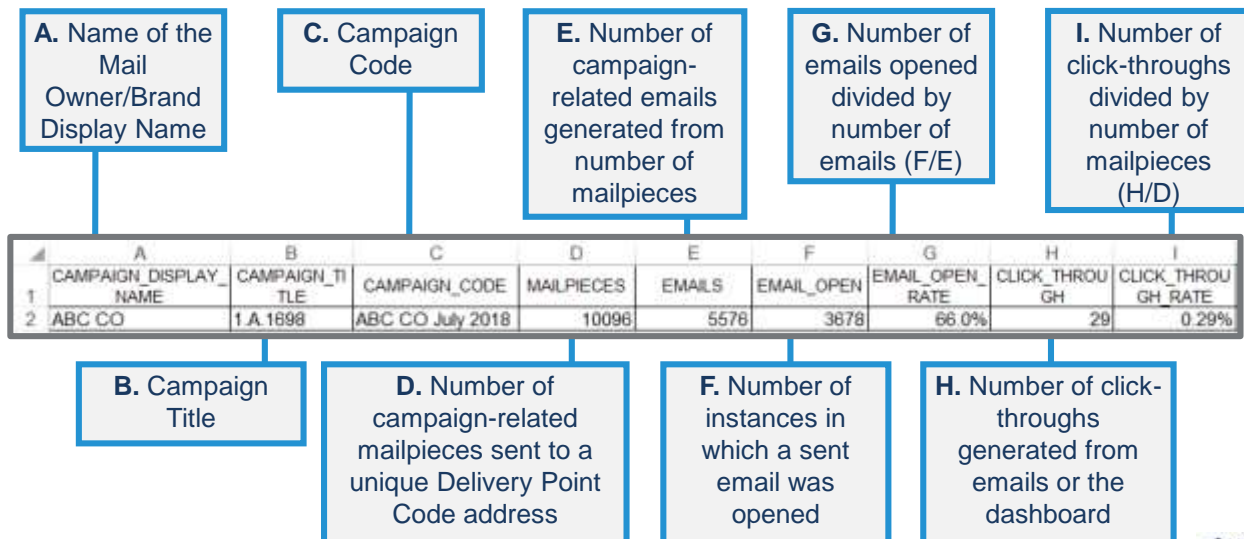 A. Name of the
Mail
Owner/Brand
Display Name
C. Campaign
Code
E. Number of
campaign-
related emails
generated from
number of
mailpieces
G. Number of
emails opened
divided by
number of
emails (F/E)
I. Number of
click-throughs
divided by
number of
mailpieces
(H/D)
A B C D E F G H I
1 CAMPAIGN_DISPLAY_ CAMPAIGN_TI CAMPAIGN_CODE MAILPIECES EMAILS EMAIL_OPEN EMAIL_OPEN_ CLICK_THROU CLICK_THROU
NAME TLE RATE GH GH_RATE
2 ABC CO 1.A.1698 ABC CO July 2018 10096 5576 3678 66.0% 29 0.29%
B. Campaign
Title
D. Number of
campaign-related
mailpieces sent to a
unique Delivery Point
Code address
F. Number of
instances in
which a sent
email was
opened
H. Number of click-
throughs
generated from
emails or the
dashboard